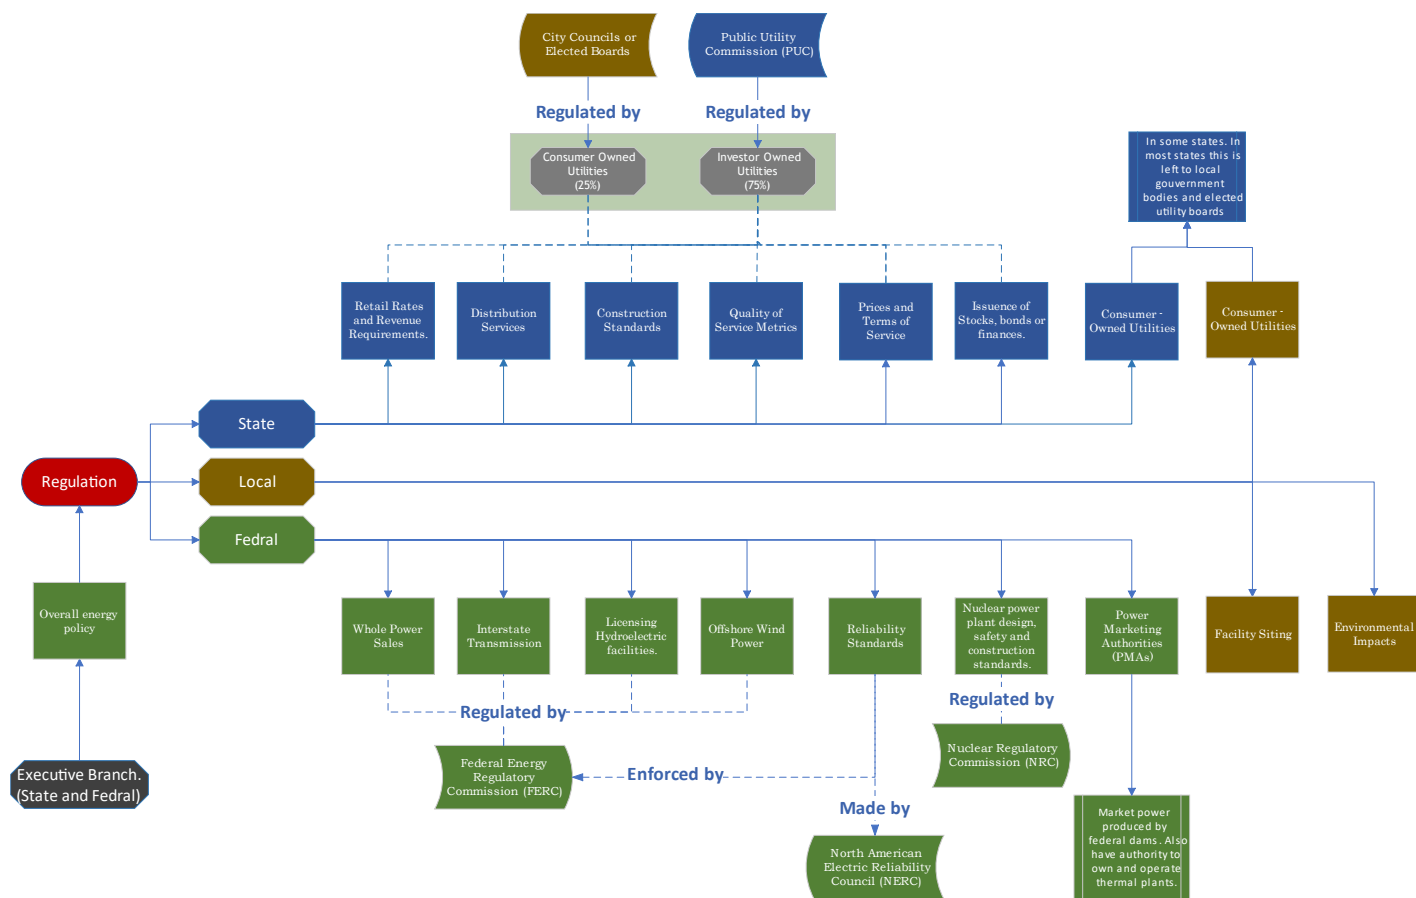 City Councils or
Elected Boards
Public Utility
Commission (PUC)
Regulated by
Regulated by
Consumer Owned
Utilities
(25%)
Investor Owned
Utilities
(75%)
In some states. In
most states this is
left to local
gouvernment
bodies and elected
utility boards
Retail Rates
and Revenue
Requirements.
Distribution
Services
Construction
Standards
Quality of
Service Metrics
Prices and
Terms of
Service
Issuence of
Stocks, bonds or
finances.
Consumer -
Owned Utilities
Consumer -
Owned Utilities
State
Regulation
Local
Fedral
Overall energy
policy
Whole Power
Sales
Interstate
Transmission
Licensing
Hydroelectric
facilities.
Offshore Wind
Power
Reliability
Standards
Nuclear power
plant design,
safety and
construction
standards.
Power
Marketing
Authorities
(PMAs)
Facility Siting
Environmental
Impacts
Regulated by
Regulated by
Executive Branch.
(State and Fedral)
Federal Energy
Regulatory
Commission (FERC)
Enforced by
Nuclear Regulatory
Commission (NRC)
Made by
North American
Electric Reliability
Council (NERC)
Market power
produced by
federal dams. Also
have authority to
own and operate
thermal plants.